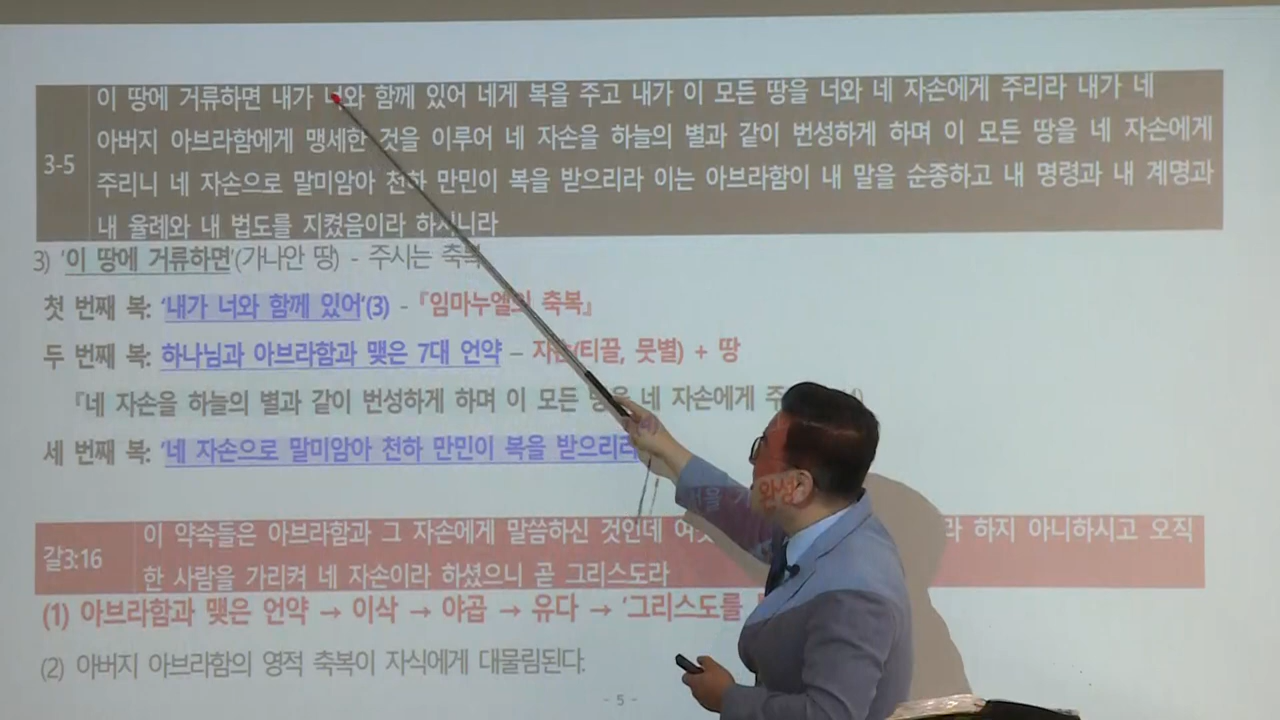 3-5
이 땅에 거류하면 내가 너와 함께 있어 네게 복을 주고 내가 이 모든 땅을 너와 네 자손에게 주리라 내가 네
아버지 아브라함에게 맹세한 것을 이루어 네 자손을 하늘의 별과 같이 번성하게 하며 이 모든 땅을 네 자손에게
주리니 네 자손으로 말미암아 천하 만민이 복을 받으리라 이는 아브라함이 내 말을 순종하고 내 명령과 내 계명과
내 율례와 내 법도를 지켰음이라 하시니라
3) '이 땅에 거류하면'(가나안 땅) - 주시는 축복
첫 번째 복: '내가 너와 함께 있어'(3) - 『임마누엘의 축복』
두 번째 복: 하나님과 아브라함과 맺은 7대 언약 – 자손(티끌, 뭇별) + 땅
『네 자손을 하늘의 별과 같이 번성하게 하며 이 모든 땅을 네 자손에게 주
세 번째 복: '네 자손으로 말미암아 천하 만민이 복을 받으리라
완성
갈3:16
이 약속들은 아브라함과 그 자손에게 말씀하신 것인데 여 라 하지 아니하시고 오직
한 사람을 가리켜 네 자손이라 하셨으니 곧 그리스도라
(1) 아브라함과 맺은 언약 → 이삭 → 야곱 → 유다 → '그리스도를
(2) 아버지 아브라함의 영적 축복이 자식에게 대물림된다.
- 5 -